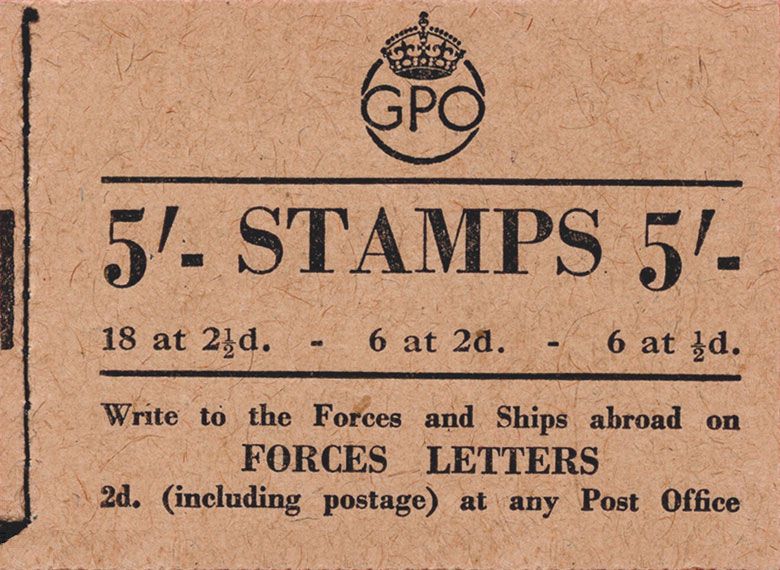 GPO
5/- STAMPS 5/-
18 at 2½d. - 6 at 2d. - 6 at ½d.
Write to the Forces and Ships abroad on
FORCES LETTERS
2d. (including postage) at any Post Office